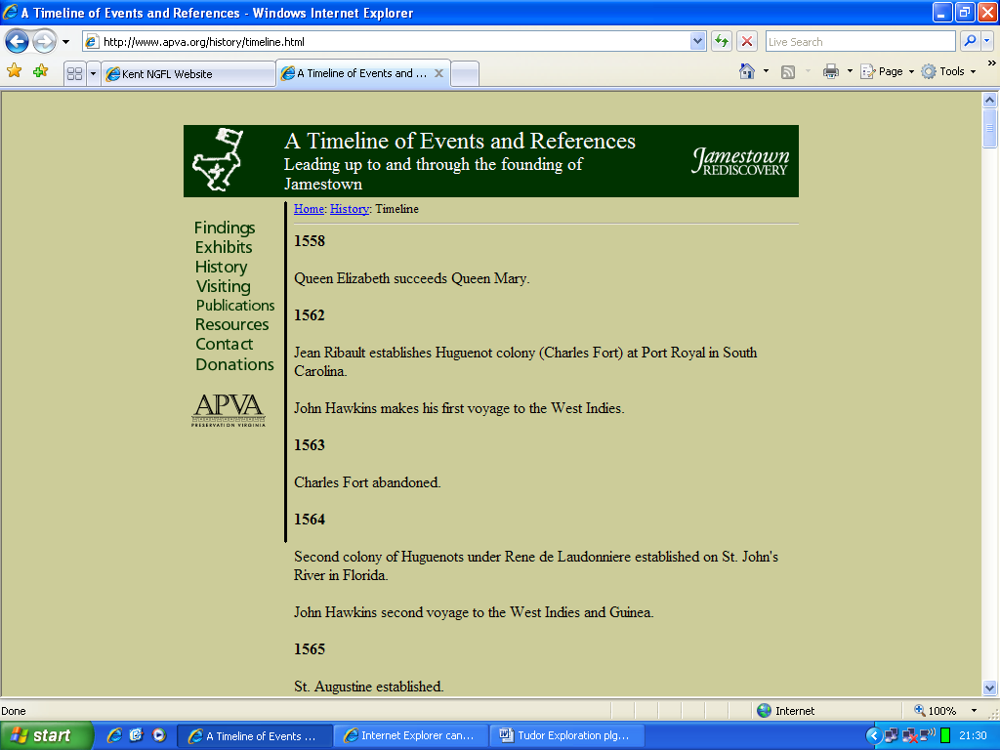 A Timeline of Events and References - Windows Internet Explorer
http://www.apva.org/history/timeline.html
Live Search
Kent NGFL Website
A Timeline of Events and ...
Page
Tools
A Timeline of Events and References
Leading up to and through the founding of
Jamestown
Jamestown
REDISCOVERY
Home: History: Timeline
Findings
Exhibits
History
Visiting
Publications
Resources
Contact
Donations
APVA
PRESERVATION VIRGINIA
1558
Queen Elizabeth succeeds Queen Mary.
1562
Jean Ribault establishes Huguenot colony (Charles Fort) at Port Royal in South
Carolina.
John Hawkins makes his first voyage to the West Indies.
1563
Charles Fort abandoned.
1564
Second colony of Huguenots under Rene de Laudonniere established on St. John's
River in Florida.
John Hawkins second voyage to the West Indies and Guinea.
1565
St. Augustine established.
Done
Internet
100%
start
A Timeline of Events ...
Internet Explorer can...
Tudor Exploration plg...
21:30